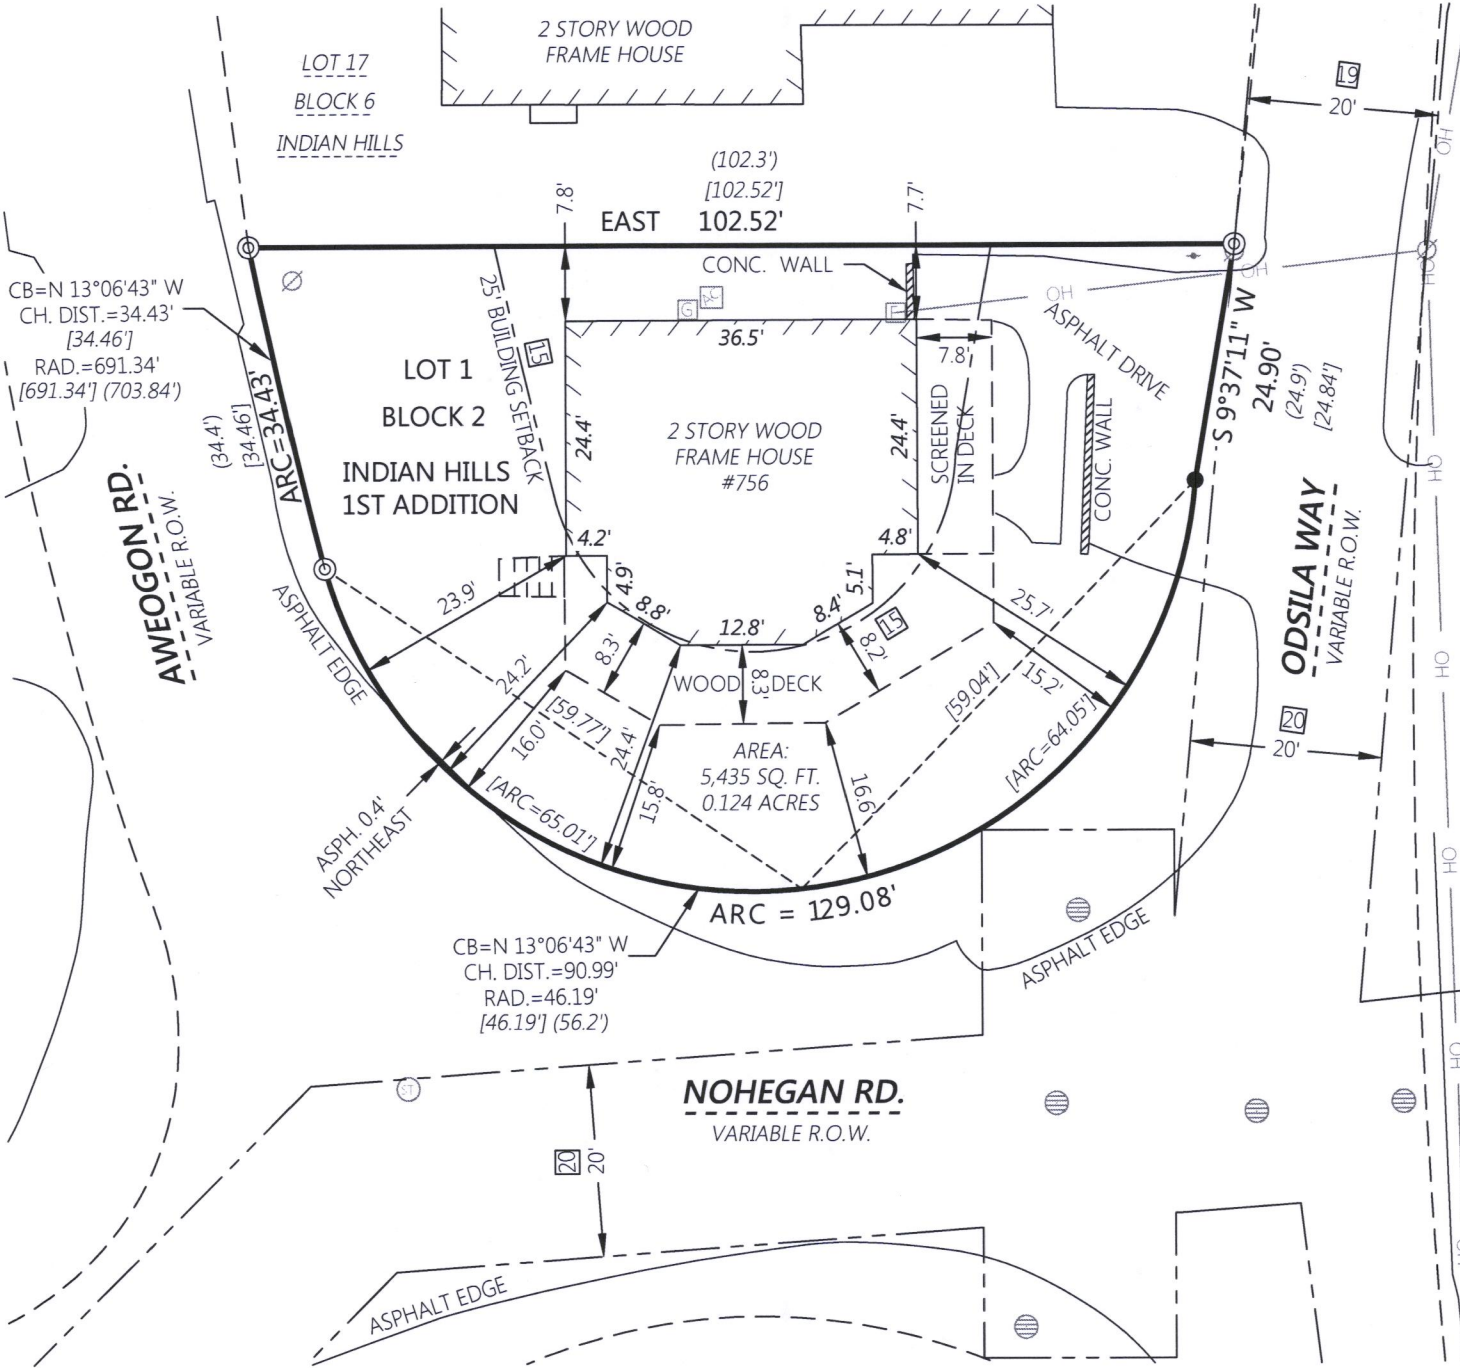 2 STORY WOOD
FRAME HOUSE
LOT 17
BLOCK 6
INDIAN HILLS
19
20'
OH
(102.3')
[102.52']
EAST 102.52'
7.8'
7.7'
CONC. WALL
CB=N 13°06'43" W
CH. DIST.=34.43'
[34.46']
RAD.=691.34'
[691.34'] (703.84')
ARC=34.43'
(34.4')
[34.46']
25' BUILDING SETBACK
15
G
AC
E
OH
OH
OH
36.5'
7.8'
ASPHALT DRIVE
S 9°37'11" W
24.90'
(24.9')
[24.84']
LOT 1
BLOCK 2
INDIAN HILLS
1ST ADDITION
24.4'
2 STORY WOOD
FRAME HOUSE
#756
24.4'
SCREENED
IN DECK
CONC. WALL
OH
AWEOGON RD.
VARIABLE R.O.W.
ODSILA WAY
VARIABLE R.O.W.
4.2'
4.9'
8.8'
12.8'
8.4'
5.1'
4.8'
15
ASPHALT EDGE
23.9'
24.2'
8.3'
16.0'
[59.77']
24.4'
15.8'
WOOD DECK
8.3'
8.2'
25.7'
15.2'
[59.04']
[ARC=64.05']
[ARC=65.01']
AREA:
5,435 SQ. FT.
0.124 ACRES
16.6'
OH
20
20'
ASPH. 0.4'
NORTHEAST
ARC = 129.08'
OH
CB=N 13°06'43" W
CH. DIST.=90.99'
RAD.=46.19'
[46.19'] (56.2')
ASPHALT EDGE
OH
ST
NOHEGAN RD.
VARIABLE R.O.W.
20
20'
ASPHALT EDGE